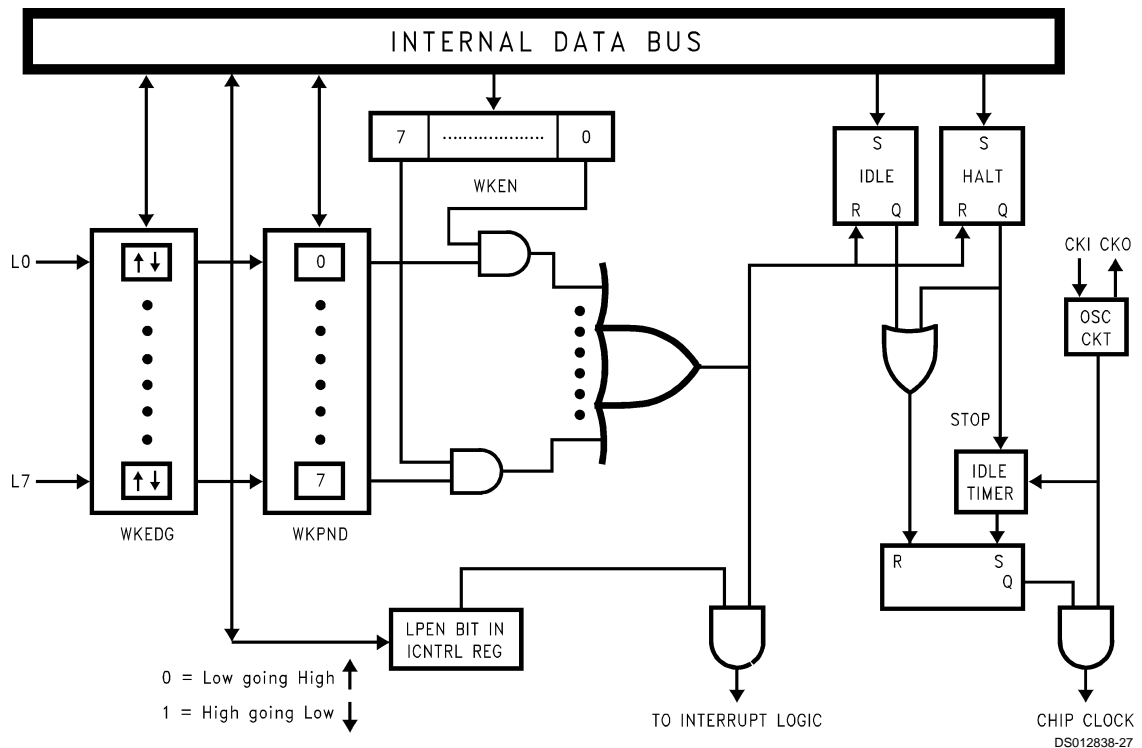 INTERNAL DATA BUS
7 .................... 0
WKEN
S
IDLE
R Q
S
HALT
R Q
CKI CKO
OSC
CKT
L0
0
L7
7
WKEDG
WKPND
STOP
IDLE
TIMER
R S
Q
LPEN BIT IN
ICNTRL REG
0 = Low going High
1 = High going Low
TO INTERRUPT LOGIC
CHIP CLOCK
DS012838-27